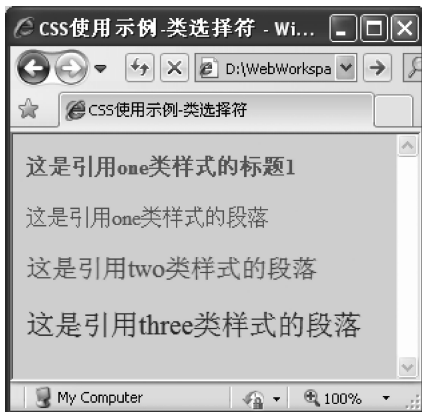 CSS使用示例-类选择符 - Wi...
D:\WebWorkspa
CSS使用示例-类选择符
这是引用one类样式的标题1
这是引用one类样式的段落
这是引用two类样式的段落
这是引用three类样式的段落
My Computer
100%